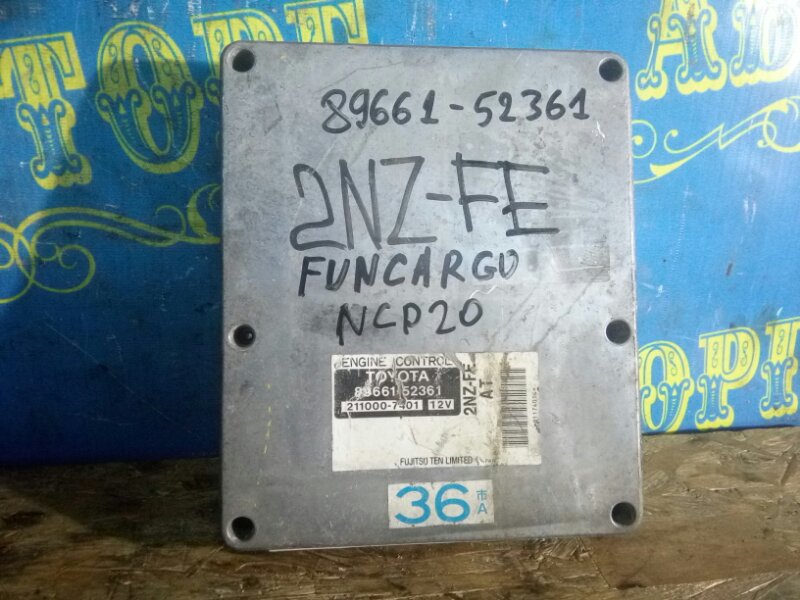 89661-52361
2NZ-FE
FUNCARGO
NCP20
ENGINE CONTROL
TOYOTA
89661-52361
211000-7401 12V
2NZ-FE
A.T
FUJITSU TEN LIMITED
36 市
A